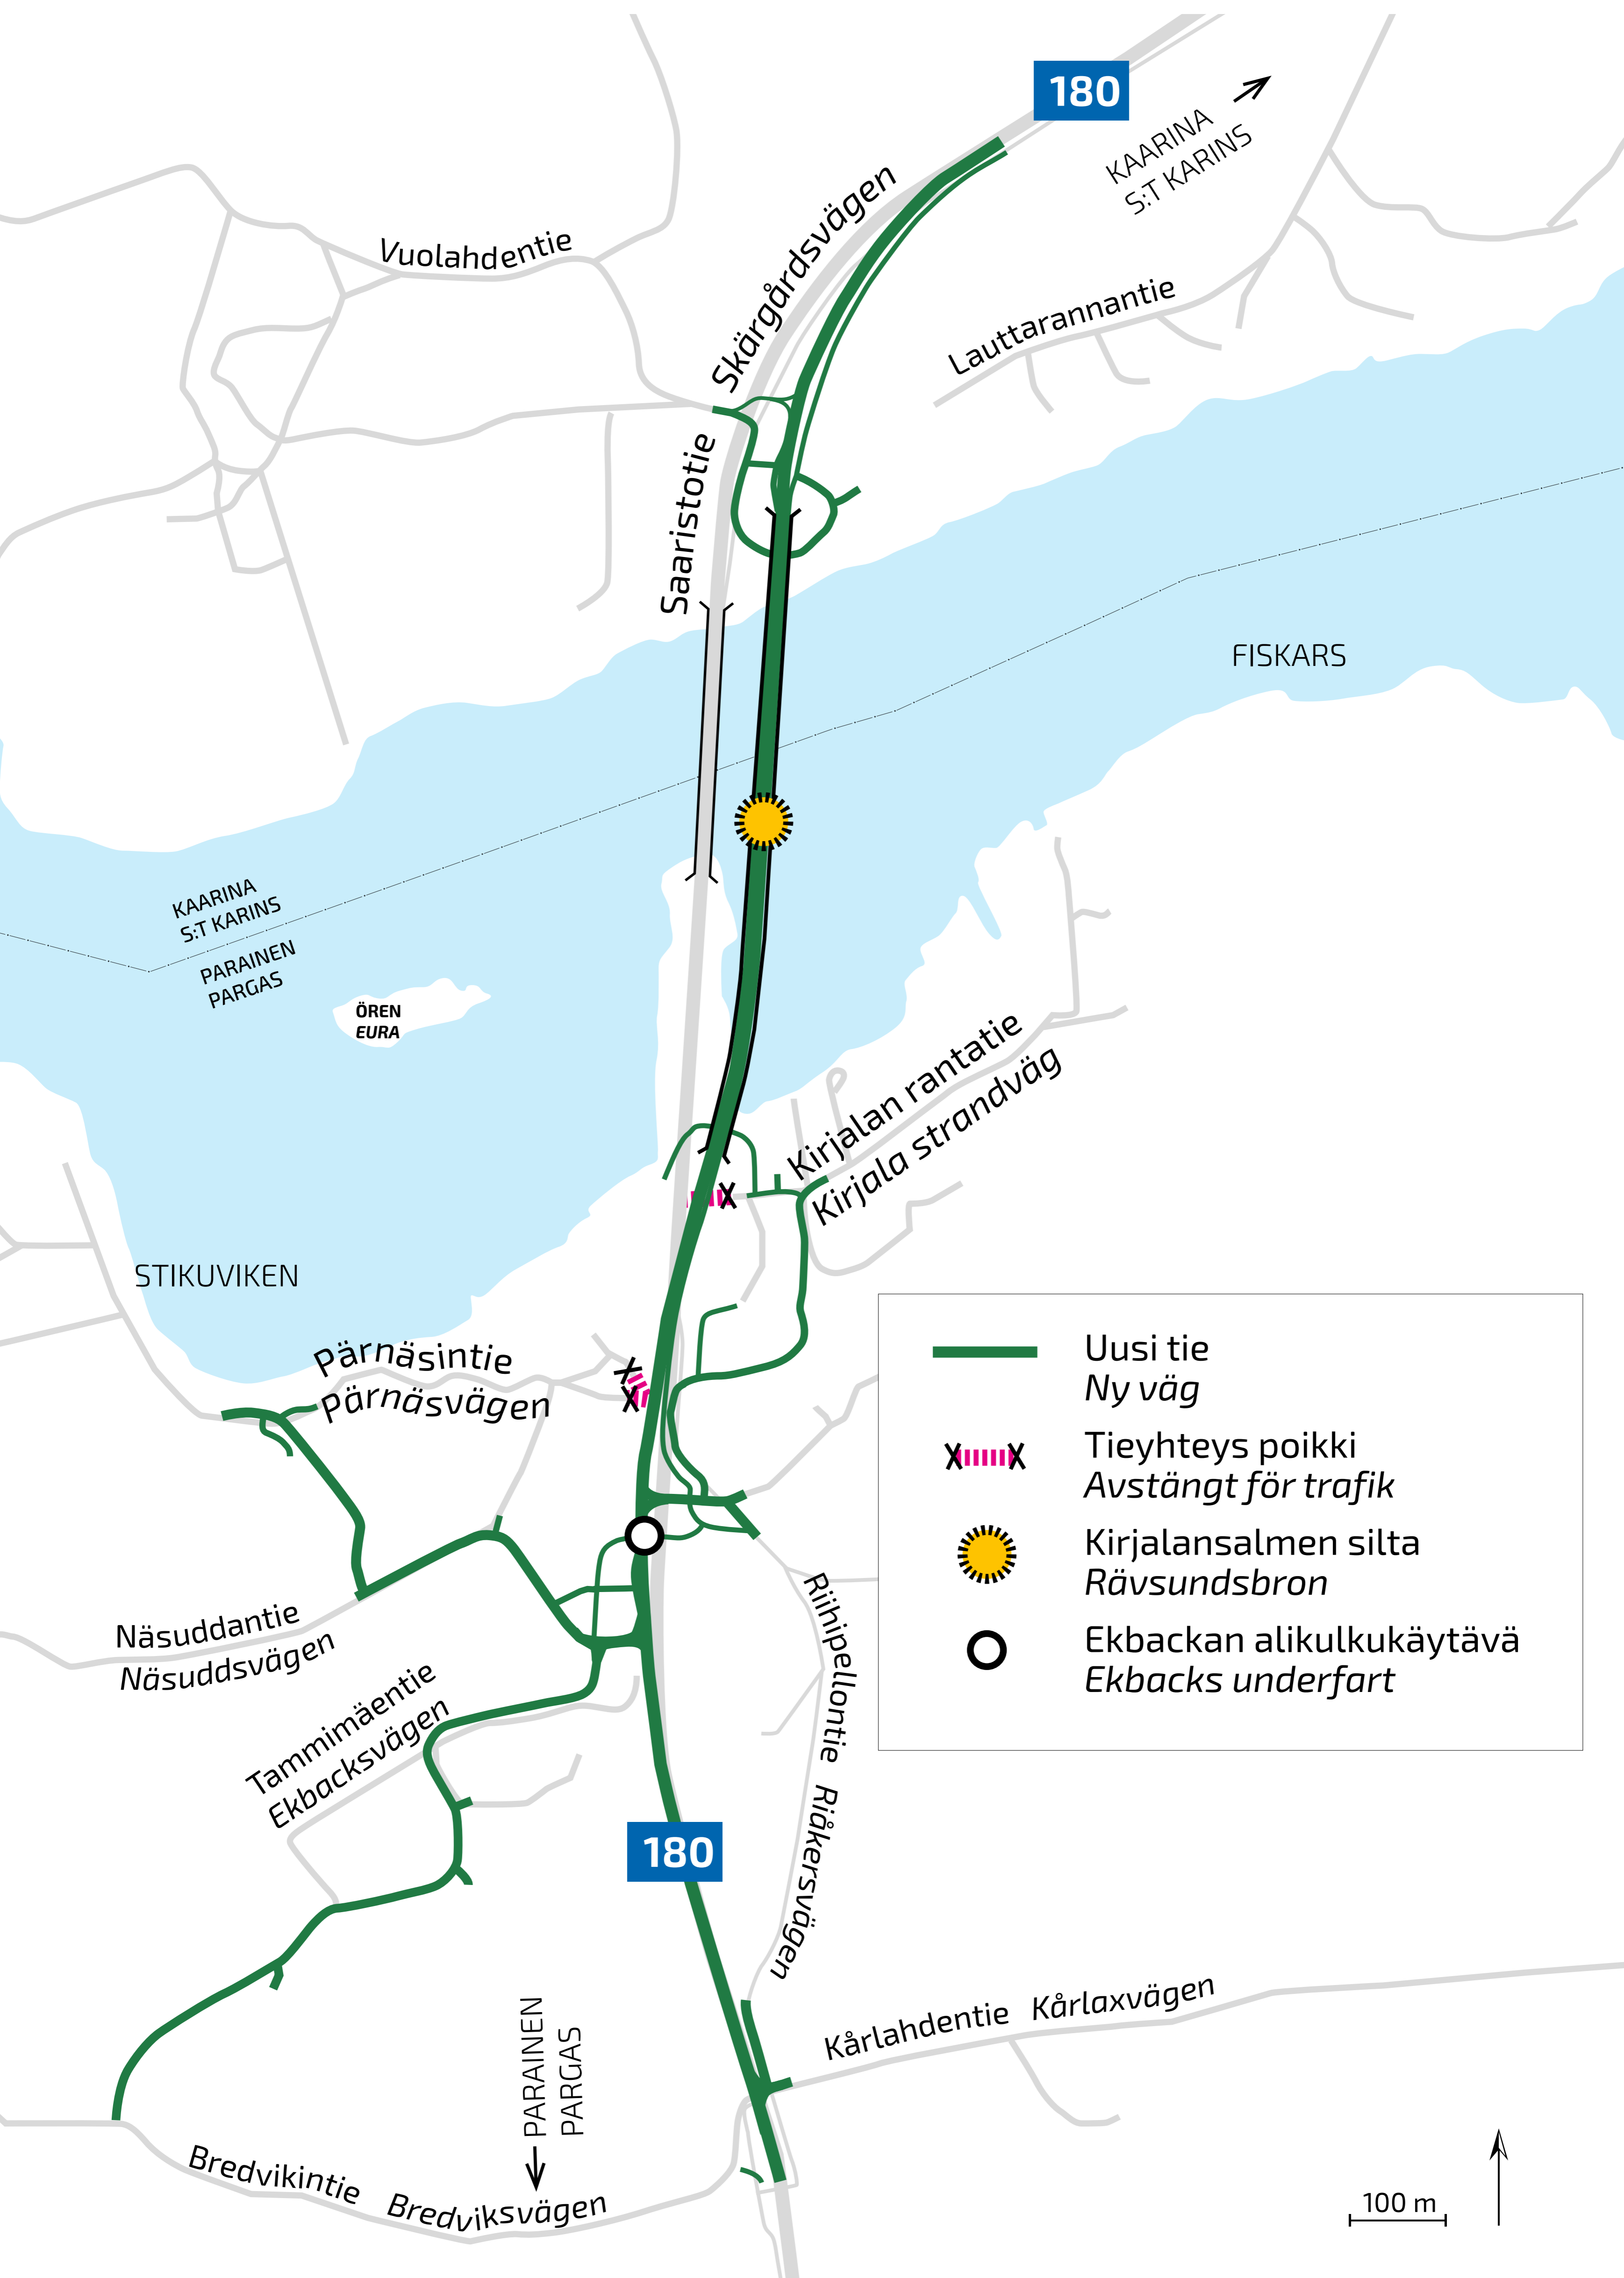 180
KAARINA
S:T KARINS
Skärgårdsvägen
Vuolahdentie
Lauttarannantie
Saaristotie
FISKARS
KAARINA
S:T KARINS
PARAINEN
PARGAS
ÖREN
EURA
Kirjalan rantatie
Kirjala strandväg
STIKUVIKEN
Pärnäsintie
Pärnäsvägen
Uusi tie
Ny väg
Tieyhteys poikki
Avstängt för trafik
Kirjalansalmen silta
Rävsundsbron
Ekbackan alikulkukäytävä
Ekbacks underfart
Näsuddantie
Näsuddsvägen
Riihipellontie Riåkersvägen
Tammimäentie
Ekbacksvägen
180
Kårlahdentie Kårlaxvägen
PARAINEN
PARGAS
Bredvikintie Bredviksvägen
100 m